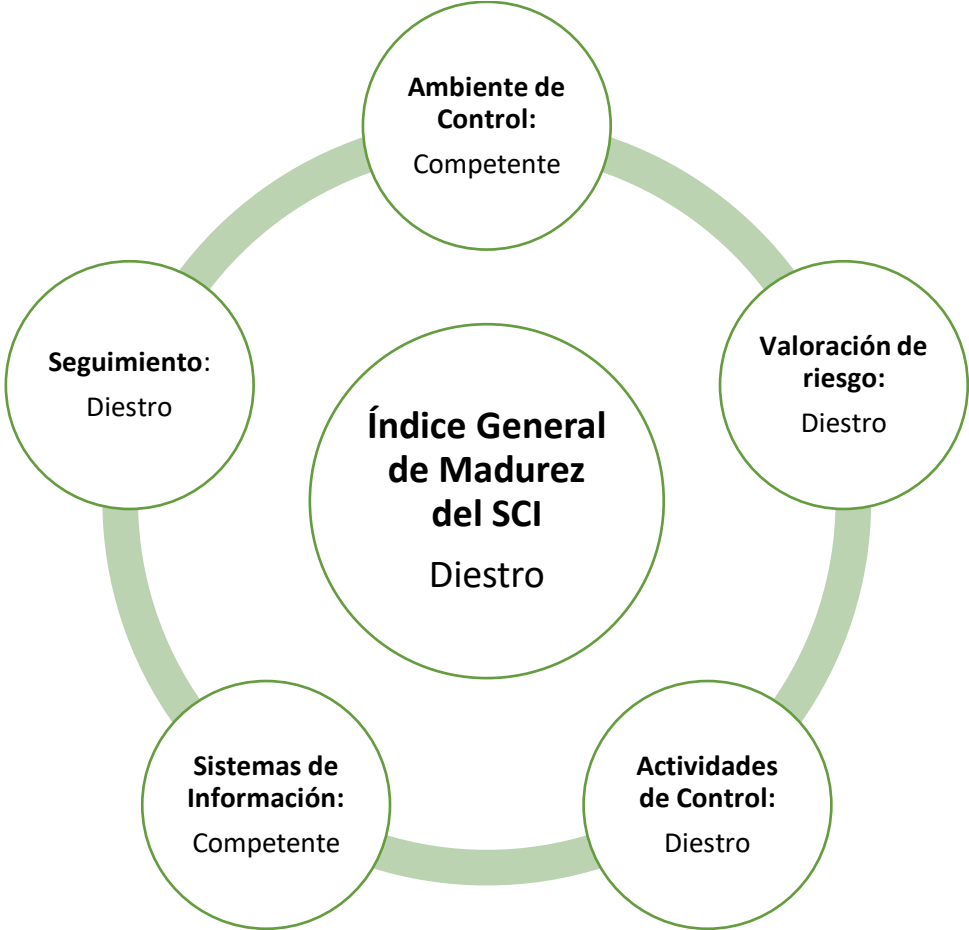 Ambiente de
Control:
Competente
Valoración de
riesgo:
Diestro
Actividades
de Control:
Diestro
Sistemas de
Información:
Competente
Seguimiento:
Diestro
Índice General
de Madurez
del SCI
Diestro